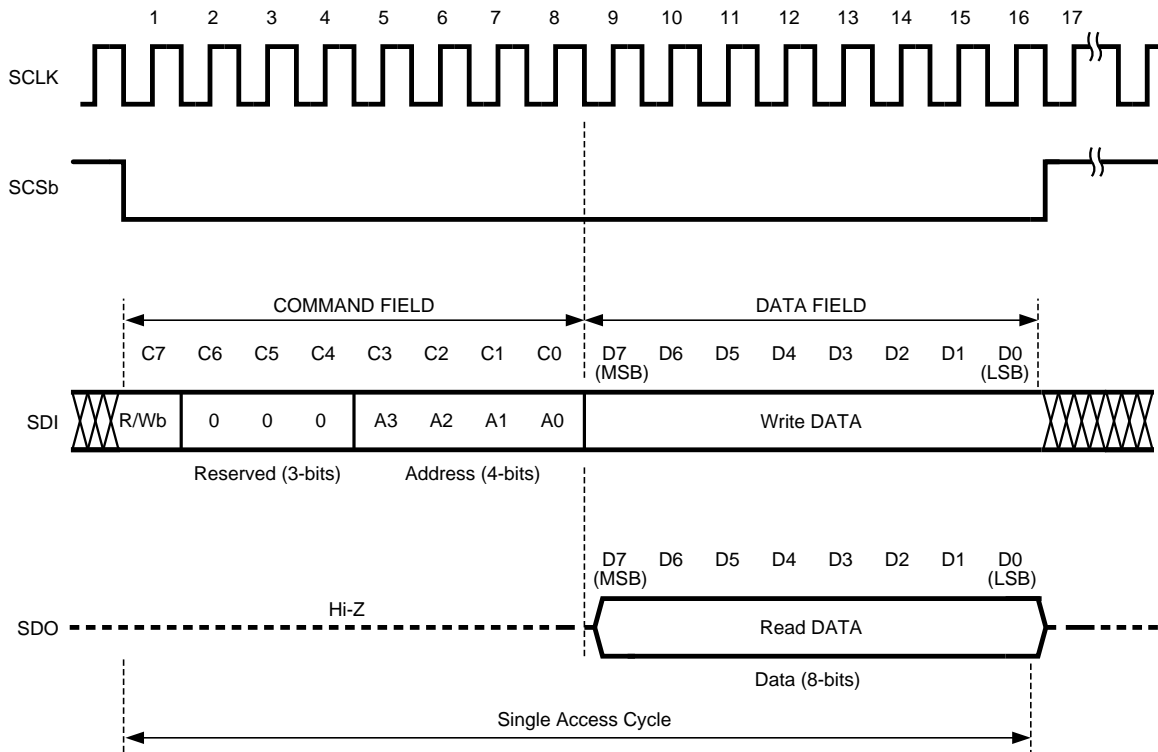 1 2 3 4 5 6 7 8 9 10 11 12 13 14 15 16 17
SCLK
SCSb
COMMAND FIELD DATA FIELD
C7 C6 C5 C4 C3 C2 C1 C0 D7 D6 D5 D4 D3 D2 D1 D0
(MSB) (LSB)
SDI R/Wb 0 0 0 A3 A2 A1 A0 Write DATA
Reserved (3-bits) Address (4-bits)
D7 D6 D5 D4 D3 D2 D1 D0
(MSB) (LSB)
Hi-Z
SDO Read DATA
Data (8-bits)
Single Access Cycle